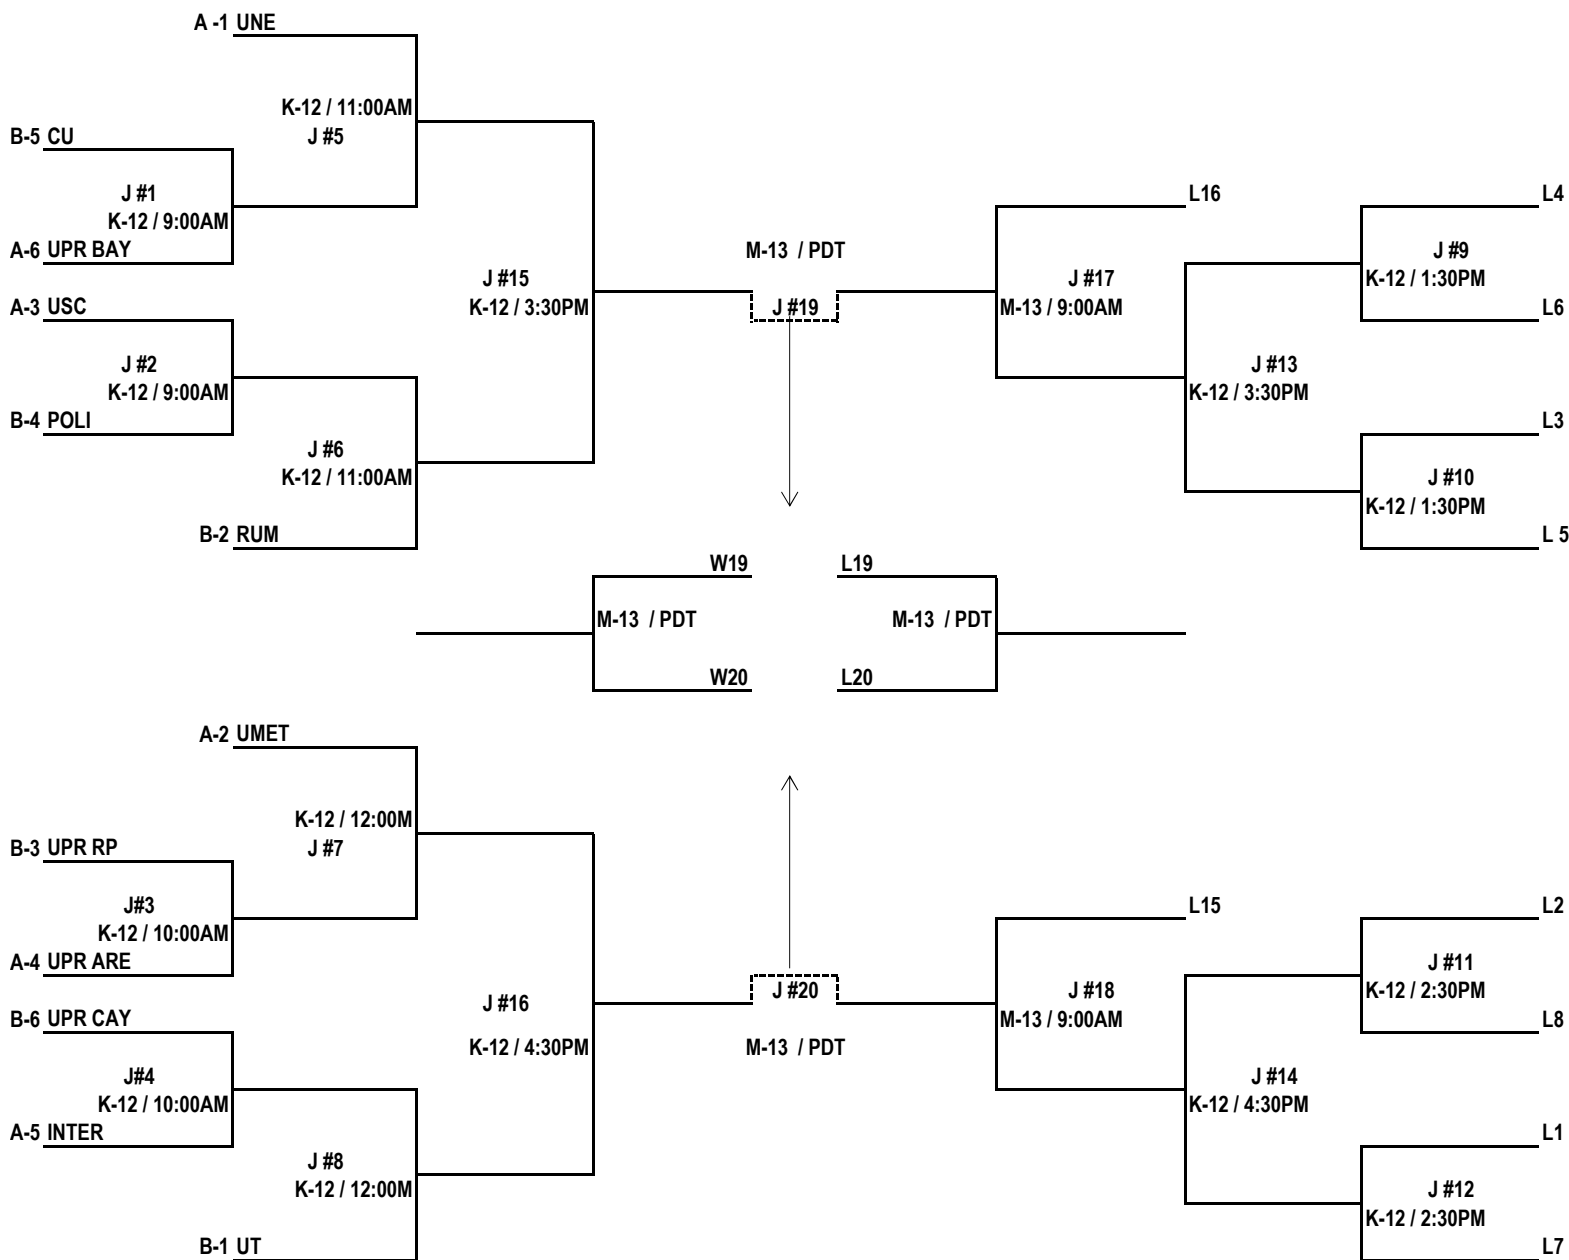 A -1 UNE
K-12 / 11:00AM
J #5
B-5 CU
J #1
K-12 / 9:00AM
A-6 UPR BAY
A-3 USC
J #2
K-12 / 9:00AM
B-4 POLI
J #6
K-12 / 11:00AM
B-2 RUM
J #15
K-12 / 3:30PM
M-13 / PDT
J #19
L16
J #17
M-13 / 9:00AM
L4
J #9
K-12 / 1:30PM
L6
J #13
K-12 / 3:30PM
L3
J #10
K-12 / 1:30PM
L 5
W19
L19
M-13 / PDT
M-13 / PDT
W20
L20
A-2 UMET
K-12 / 12:00M
J #7
B-3 UPR RP
J#3
K-12 / 10:00AM
A-4 UPR ARE
B-6 UPR CAY
J#4
K-12 / 10:00AM
A-5 INTER
J #8
K-12 / 12:00M
B-1 UT
J #16
K-12 / 4:30PM
J #20
M-13 / PDT
L15
J #18
M-13 / 9:00AM
L2
J #11
K-12 / 2:30PM
L8
J #14
K-12 / 4:30PM
L1
J #12
K-12 / 2:30PM
L7